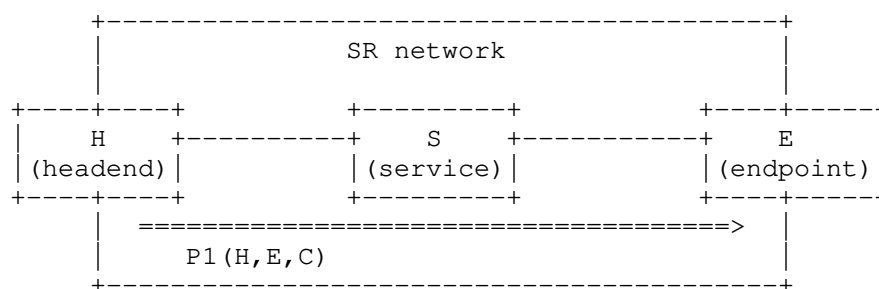 SR network
H S E
(headend) (service) (endpoint)
P1(H,E,C)